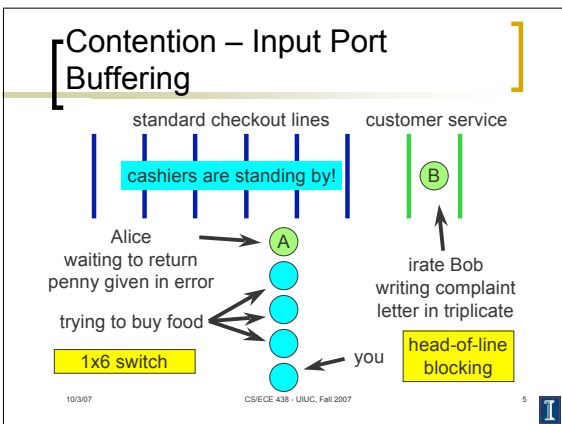 Contention – Input Port
Buffering
standard checkout lines
customer service
cashiers are standing by!
B
Alice
waiting to return
penny given in error
A
irate Bob
writing complaint
letter in triplicate
trying to buy food
you
head-of-line
blocking
1x6 switch
10/3/07
CS/ECE 438 - UIUC, Fall 2007
5
I